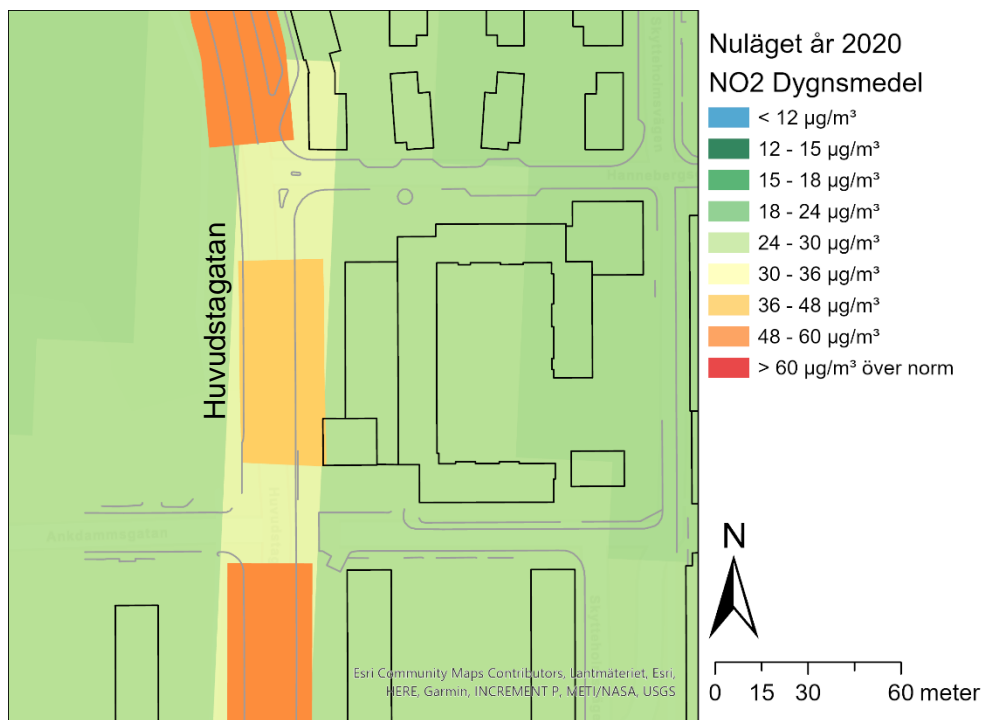 Huvudstagatan
Ankdammsgatan
Nuläget år 2020
NO2 Dygnsmedel
< 12 µg/m³
12 - 15 µg/m³
15 - 18 µg/m³
18 - 24 µg/m³
24 - 30 µg/m³
30 - 36 µg/m³
36 - 48 µg/m³
48 - 60 µg/m³
> 60 µg/m³ över norm
N
0 15 30 60 meter
Esri Community Maps Contributors, Lantmäteriet, Esri,
HERE, Garmin, INCREMENT P, METI/NASA, USGS